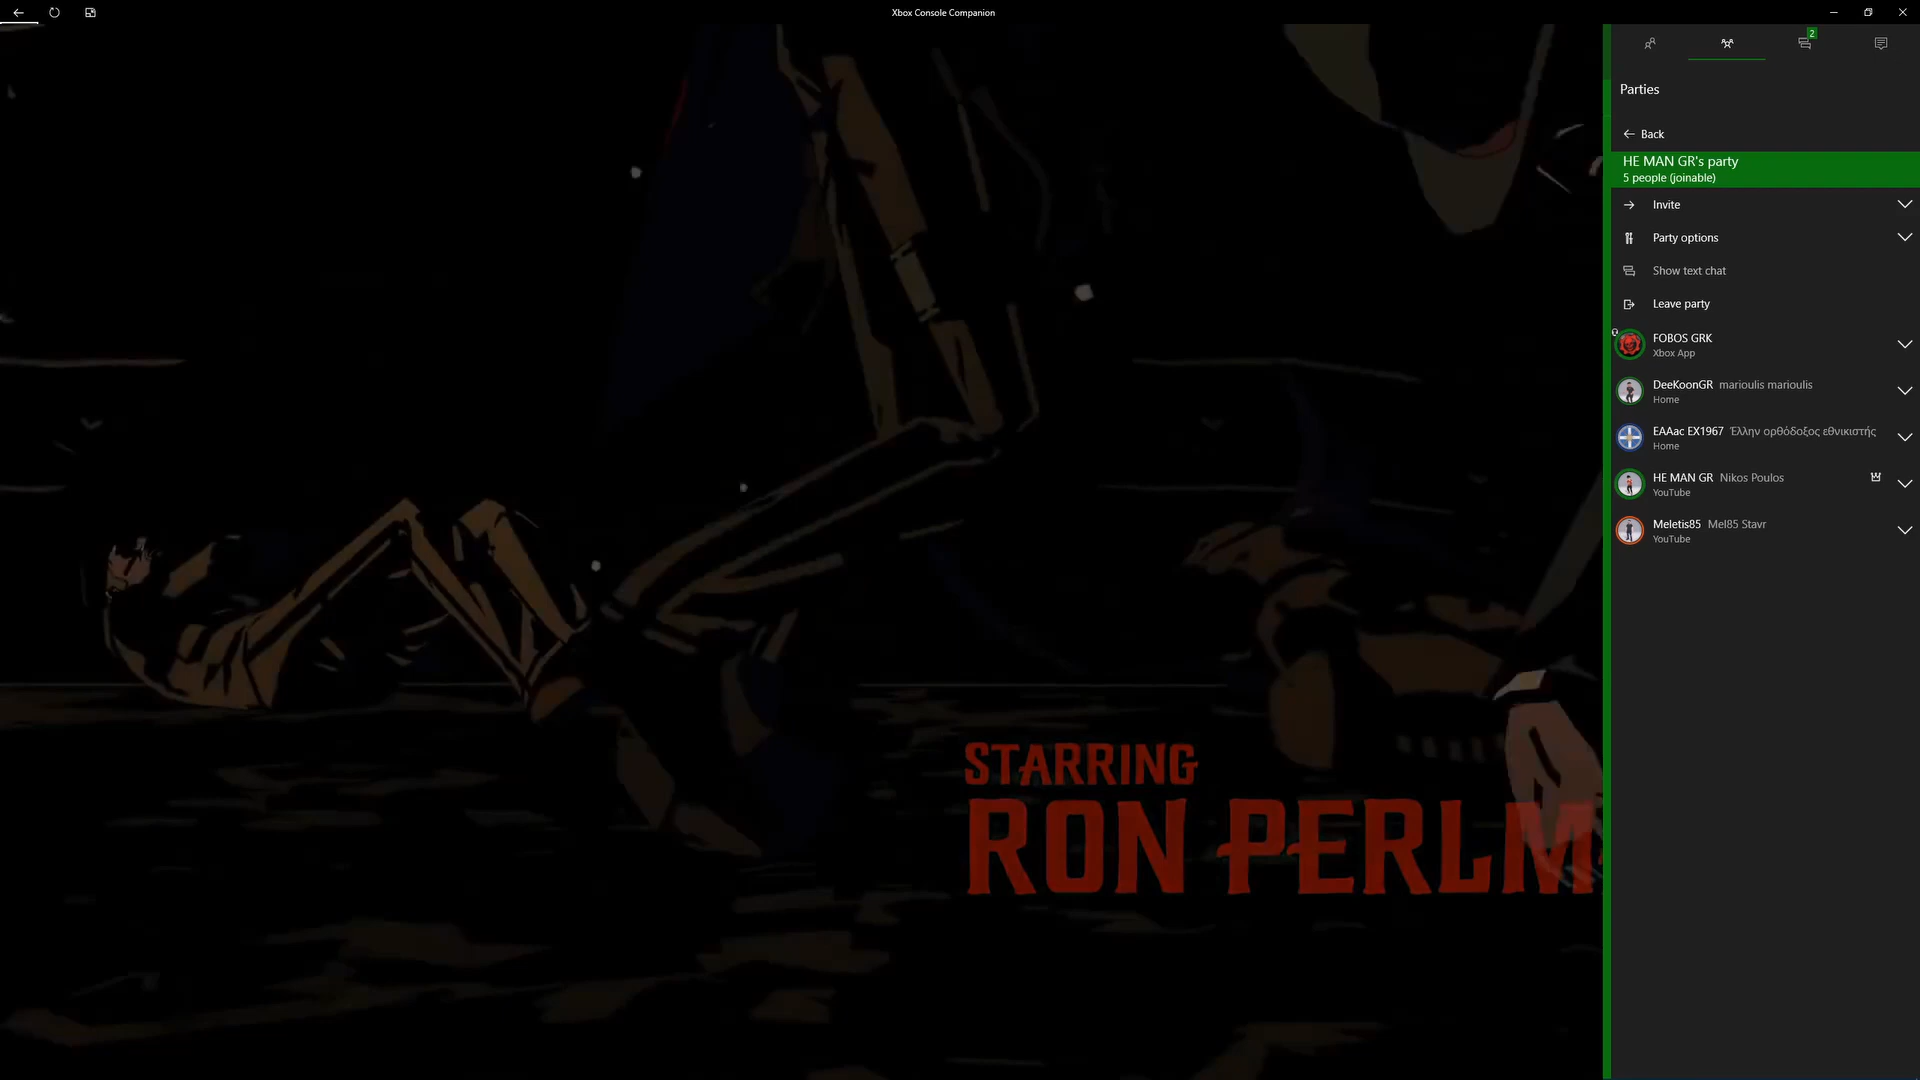 Xbox Console Companion
2
Parties
Back
HE MAN GR's party
5 people (joinable)
Invite
Party options
Show text chat
Leave party
FOBOS GRK
Xbox App
DeeKoonGR marioulis marioulis
Home
EAAac EX1967 Έλλην ορθόδοξος εθνικιστής
Home
HE MAN GR Nikos Poulos
YouTube
Meletis85 Mel85 Stavr
YouTube
STARRING
RON PERLM